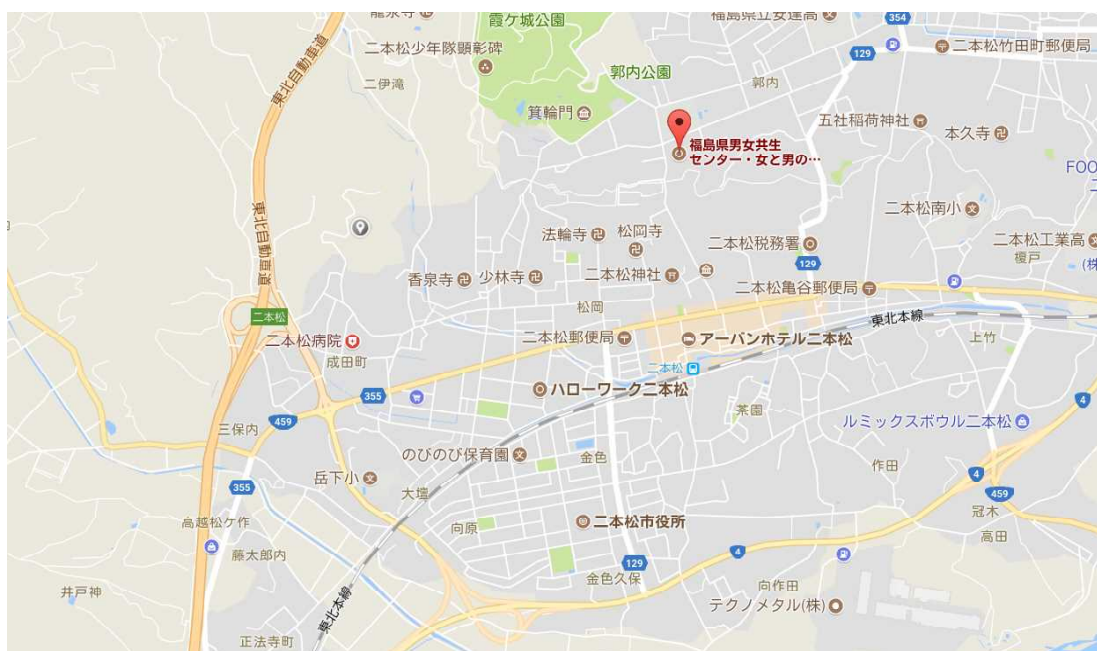 龍泉寺
霞ケ城公園
福島県立安達高
354
二本松少年隊顕彰碑
129
二本松竹田町郵便局
二伊滝
郭内公園
郭内
東北自動車道
箕輪門
五社稲荷神社
本久寺
福島県男女共生
センター・女と男の…
FOO
東北自動車道
二本松南小
法輪寺
松岡寺
二本松税務署
二本松工業高
榎戸
(株
129
香泉寺
少林寺
二本松神社
二本松亀谷郵便局
松岡
二本松
東北本線
二本松病院
二本松郵便局
アーバンホテル二本松
上竹
成田町
二本松
355
ハローワーク二本松
4
茶園
459
三保内
ルミックスボウル二本松
のびのび保育園
金色
作田
岳下小
4
355
大壇
459
冠木
高越松ケ作
向原
二本松市役所
高田
藤太郎内
4
129
金色久保
向作田
井戸神
東北本線
テクノメタル(株)
正法寺町